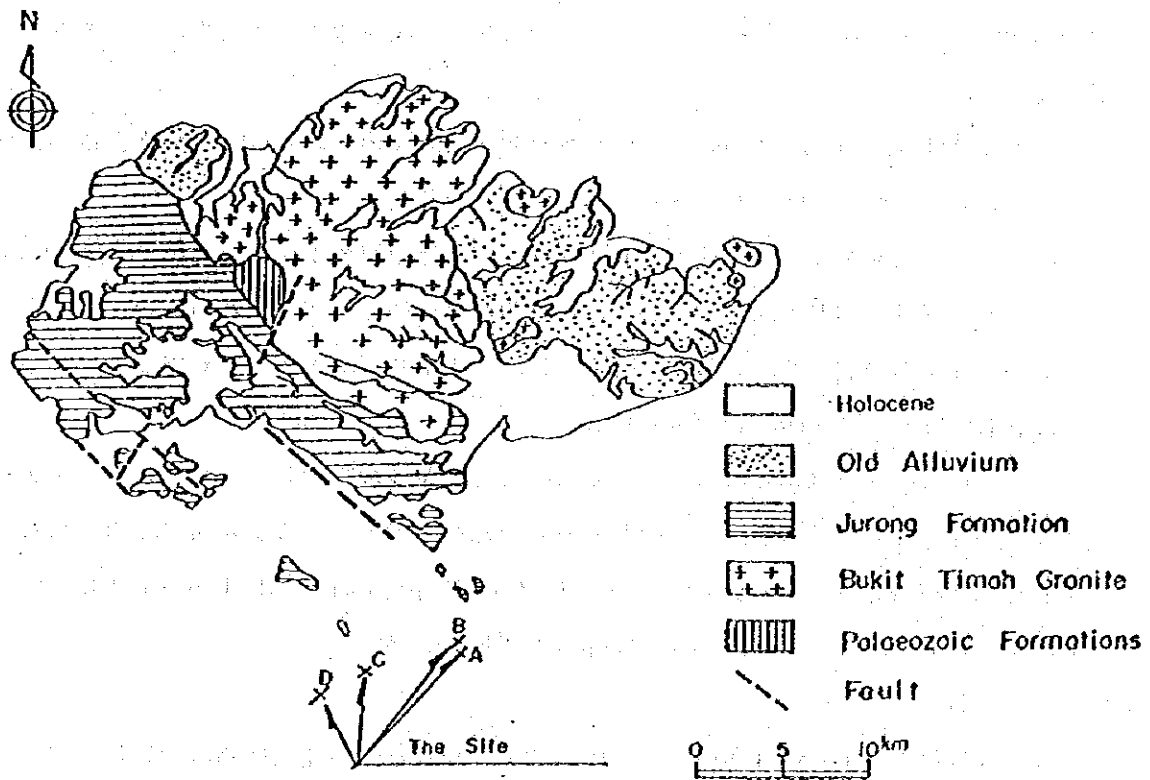 N
Holocene
Old Alluvium
Jurong Formation
Bukit Timah Granite
Palaeozoic Formations
Fault
B
A
C
D
The Site
0 5 10km